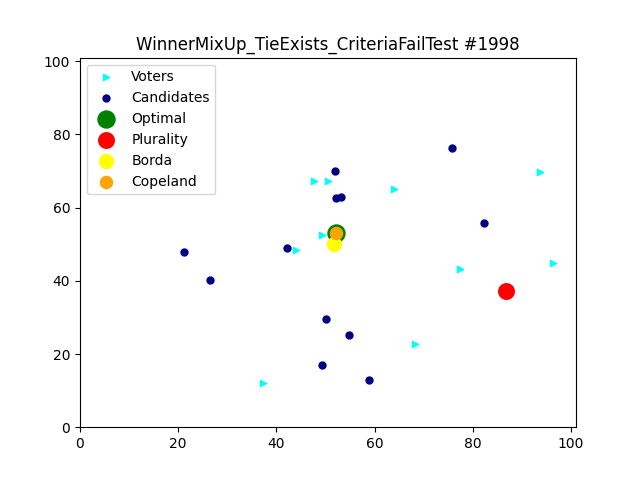 WinnerMixUp_TieExists_CriteriaFailTest #1998
100
80
60
40
20
0
Voters
Candidates
Optimal
Plurality
Borda
Copeland
0 20 40 60 80 100